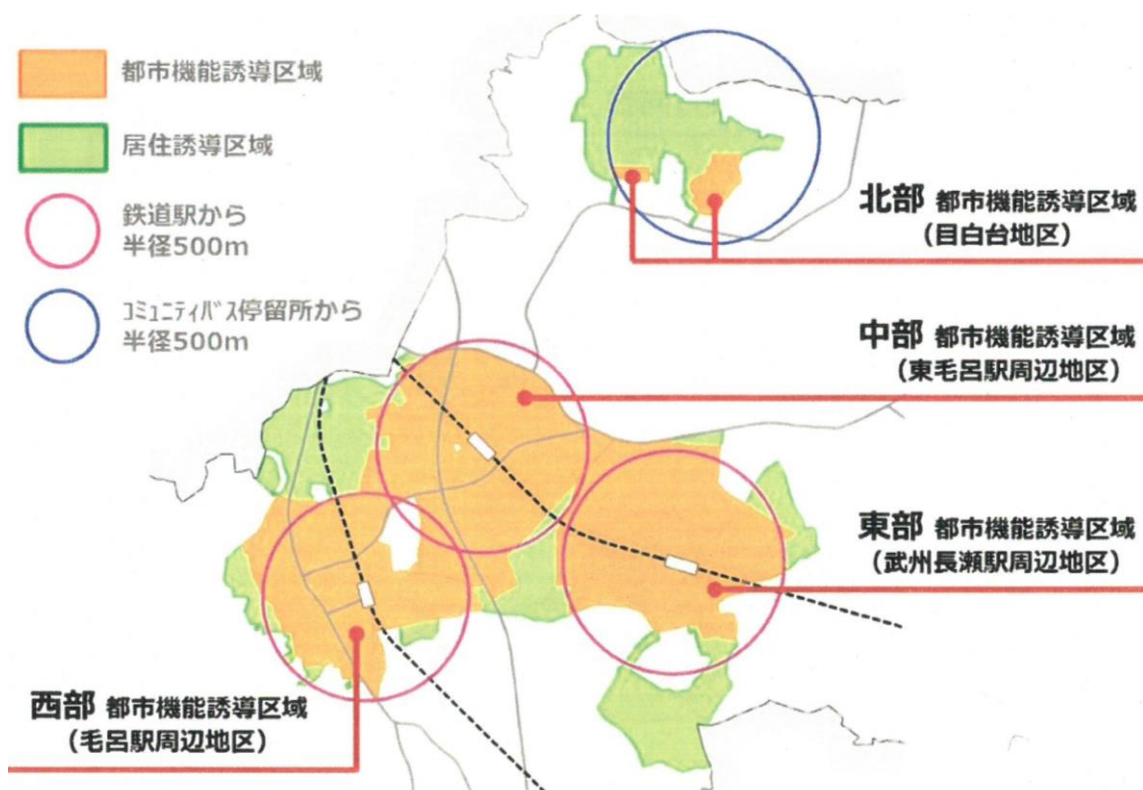 都市機能誘導区域
居住誘導区域
鉄道駅から
半径500m
ｺﾐｭﾆﾃｨﾊﾞｽ停留所から
半径500m
北部 都市機能誘導区域
(目白台地区)
中部 都市機能誘導区域
(東毛呂駅周辺地区)
東部 都市機能誘導区域
(武州長瀬駅周辺地区)
西部 都市機能誘導区域
(毛呂駅周辺地区)